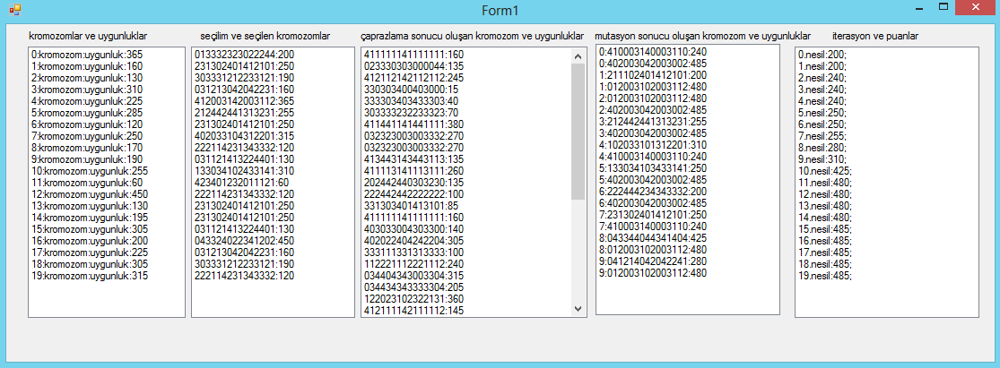 Form1
kromozomlar ve uygunluklar
0:kromozom:uygunluk:365
1:kromozom:uygunluk:160
2:kromozom:uygunluk:130
3:kromozom:uygunluk:310
4:kromozom:uygunluk:225
5:kromozom:uygunluk:285
6:kromozom:uygunluk:120
7:kromozom:uygunluk:250
8:kromozom:uygunluk:170
9:kromozom:uygunluk:190
10:kromozom:uygunluk:255
11:kromozom:uygunluk:60
12:kromozom:uygunluk:450
13:kromozom:uygunluk:130
14:kromozom:uygunluk:195
15:kromozom:uygunluk:305
16:kromozom:uygunluk:200
17:kromozom:uygunluk:225
18:kromozom:uygunluk:305
19:kromozom:uygunluk:315
seçilim ve seçilen kromozomlar
013332323022244:200
231302401412101:250
303331212233121:190
031213042042231:160
412003142003112:365
212442441313231:255
231302401412101:250
402033104312201:315
222114231343332:120
031121413224401:130
133034102433141:310
423401232011121:60
222114231343332:120
231302401412101:250
231302401412101:250
031121413224401:130
043324022341202:450
031213042042231:160
303331212233121:190
222114231343332:120
çaprazlama sonucu oluşan kromozom ve uygunluklar
411111141111111:160
023330303000044:135
412112142112112:245
330303400403000:15
333303403433303:40
303333232233323:70
411441141441111:380
032323003003332:270
032323003003332:270
413443143443113:135
411113141113111:260
202442440303230:135
222442442222222:100
331303401413101:85
411111141111111:160
403033300430330:140
402022404242204:305
333111331313333:100
112221112221112:240
034404343003304:315
034434343333304:205
122023102322131:360
412111142111112:145
mutasyon sonucu oluşan kromozom ve uygunluklar
0:410003140003110:240
0:402003042003002:485
1:211102401412101:200
1:012003102003112:480
2:012003102003112:480
2:402003042003002:485
3:212442441313231:255
3:402003042003002:485
4:102033101312201:310
4:410003140003110:240
5:133034103433141:250
5:402003042003002:485
6:222444234343332:200
6:402003042003002:485
7:231302401412101:250
7:410003140003110:240
8:043344044341404:425
8:012003102003112:480
9:041214042042241:280
9:012003102003112:480
iterasyon ve puanlar
0.nesil:200;
1.nesil:200;
2.nesil:240;
3.nesil:240;
4.nesil:240;
5.nesil:250;
6.nesil:250;
7.nesil:255;
8.nesil:280;
9.nesil:310;
10.nesil:425;
11.nesil:480;
12.nesil:480;
13.nesil:480;
14.nesil:480;
15.nesil:485;
16.nesil:485;
17.nesil:485;
18.nesil:485;
19.nesil:485;